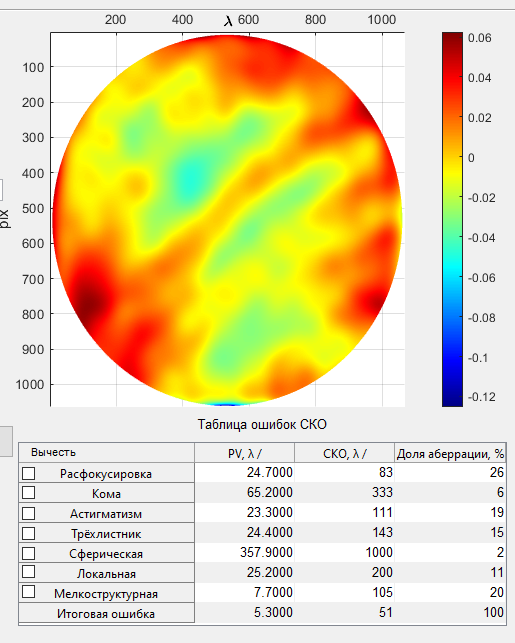 λ
200 400 600 800 1000
100
200
300
400
500
600
700
800
900
1000
pix
0.06
0.04
0.02
0
-0.02
-0.04
-0.06
-0.08
-0.1
-0.12
Таблица ошибок СКО
Вычесть PV, λ / СКО, λ / Доля аберрации, %
Расфокусировка 24.7000 83 26
Кома 65.2000 333 6
Астигматизм 23.3000 111 19
Трёхлистник 24.4000 143 15
Сферическая 357.9000 1000 2
Локальная 25.2000 200 11
Мелкоструктурная 7.7000 105 20
Итоговая ошибка 5.3000 51 100